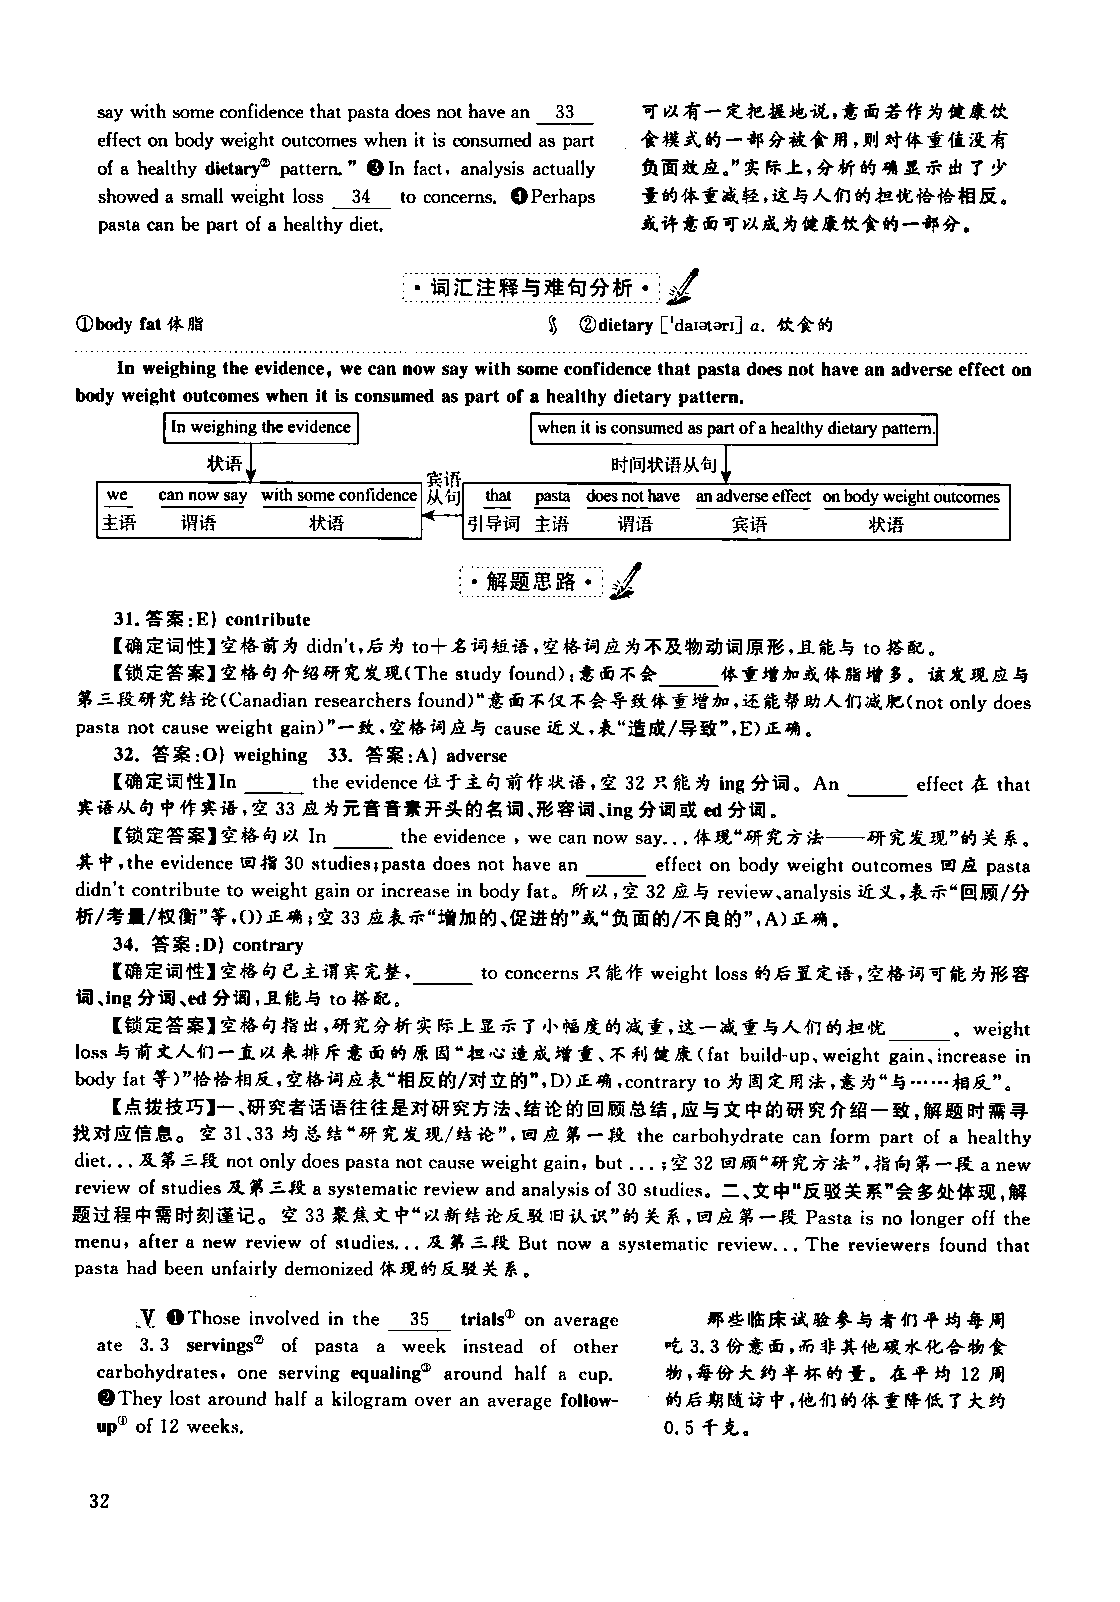 say with some confidence that pasta does not have an 33
effect on body weight outcomes when it is consumed as part
of a healthy dietary② pattern.” ❸In fact, analysis actually
showed a small weight loss 34 to concerns. ❹Perhaps
pasta can be part of a healthy diet.
可以有一定把握地说,意面若作为健康饮
食模式的一部分被食用,则对体重值没有
负面效应。”实际上,分析的确显示出了少
量的体重减轻,这与人们的担忧恰恰相反。
或许意面可以成为健康饮食的一部分。
·词汇注释与难句分析·
①body fat 体脂
②dietary ['daɪətərɪ] a. 饮食的
In weighing the evidence, we can now say with some confidence that pasta does not have an adverse effect on
body weight outcomes when it is consumed as part of a healthy dietary pattern.
In weighing the evidence
when it is consumed as part of a healthy dietary pattern.
状语
时间状语从句
宾语
从句
we can now say with some confidence
that pasta does not have an adverse effect on body weight outcomes
主语 谓语 状语
引导词 主语 谓语 宾语 状语
·解题思路·
31. 答案:E) contribute
【确定词性】空格前为 didn't,后为 to+名词短语,空格词应为不及物动词原形,且能与 to 搭配。
【锁定答案】空格句介绍研究发现(The study found):意面不会____体重增加或体脂增多。该发现应与
第三段研究结论(Canadian researchers found)“意面不仅不会导致体重增加,还能帮助人们减肥(not only does
pasta not cause weight gain)”一致,空格词应与 cause 近义,表“造成/导致”,E)正确。
32. 答案:O) weighing 33. 答案:A) adverse
【确定词性】In ____ the evidence 位于主句前作状语,空 32 只能为 ing 分词。An ____ effect 在 that
宾语从句中作宾语,空 33 应为元音音素开头的名词、形容词、ing 分词或 ed 分词。
【锁定答案】空格句以 In ____ the evidence , we can now say... 体现“研究方法——研究发现”的关系。
其中,the evidence 回指 30 studies;pasta does not have an ____ effect on body weight outcomes 回应 pasta
didn't contribute to weight gain or increase in body fat。所以,空 32 应与 review、analysis 近义,表示“回顾/分
析/考量/权衡”等,O)正确;空 33 应表示“增加的、促进的”或“负面的/不良的”,A)正确。
34. 答案:D) contrary
【确定词性】空格句已主谓宾完整,____ to concerns 只能作 weight loss 的后置定语,空格词可能为形容
词、ing 分词、ed 分词,且能与 to 搭配。
【锁定答案】空格句指出,研究分析实际上显示了小幅度的减重,这一减重与人们的担忧____。weight
loss 与前文人们一直以来排斥意面的原因“担心造成增重、不利健康(fat build-up、weight gain、increase in
body fat 等)”恰恰相反,空格词应表“相反的/对立的”,D)正确,contrary to 为固定用法,意为“与……相反”。
【点拨技巧】一、研究者话语往往是对研究方法、结论的回顾总结,应与文中的研究介绍一致,解题时需寻
找对应信息。空 31、33 均总结“研究发现/结论”,回应第一段 the carbohydrate can form part of a healthy
diet... 及第三段 not only does pasta not cause weight gain, but ...;空 32 回顾“研究方法”,指向第一段 a new
review of studies 及第三段 a systematic review and analysis of 30 studies。二、文中“反驳关系”会多处体现,解
题过程中需时刻谨记。空 33 聚焦文中“以新结论反驳旧认识”的关系,回应第一段 Pasta is no longer off the
menu, after a new review of studies... 及第三段 But now a systematic review... The reviewers found that
pasta had been unfairly demonized 体现的反驳关系。
Ⅴ ❶Those involved in the 35 trials① on average
ate 3.3 servings② of pasta a week instead of other
carbohydrates, one serving equaling③ around half a cup.
❷They lost around half a kilogram over an average follow-
up④ of 12 weeks.
那些临床试验参与者们平均每周
吃 3.3 份意面,而非其他碳水化合物食
物,每份大约半杯的量。在平均 12 周
的后期随访中,他们的体重降低了大约
0.5 千克。
32